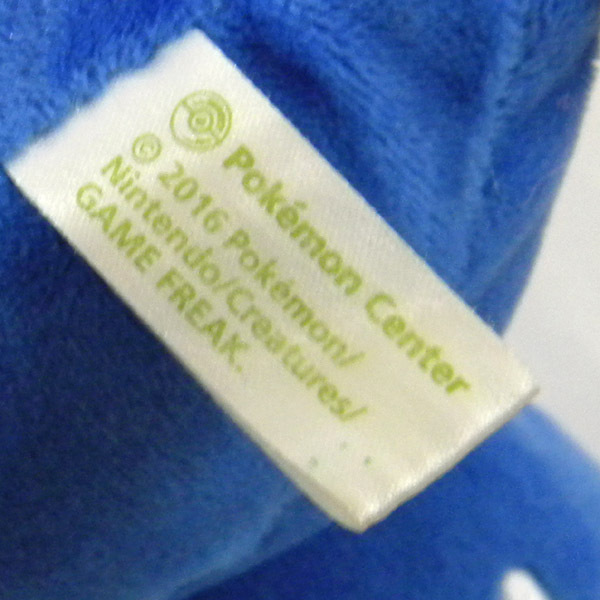 Pokémon Center
© 2016 Pokémon/
Nintendo/Creatures/
GAME FREAK.